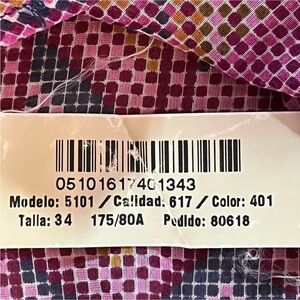 05101617401343
Modelo: 5101 / Calidad: 617 / Color: 401
Talla: 34 175/80A Pedido: 80618